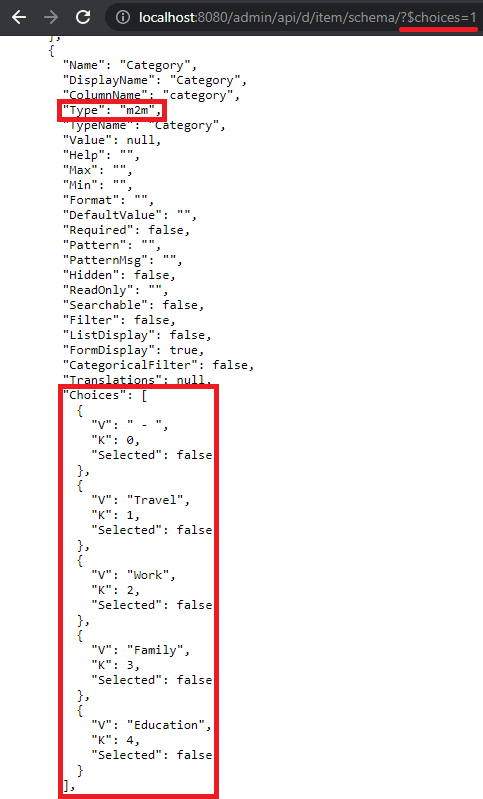 localhost:8080/admin/api/d/item/schema/?$choices=1
},
{
"Name": "Category",
"DisplayName": "Category",
"ColumnName": "category",
"Type": "m2m",
"TypeName": "Category",
"Value": null,
"Help": "",
"Max": "",
"Min": "",
"Format": "",
"DefaultValue": "",
"Required": false,
"Pattern": "",
"PatternMsg": "",
"Hidden": false,
"ReadOnly": "",
"Searchable": false,
"Filter": false,
"ListDisplay": false,
"FormDisplay": true,
"CategoricalFilter": false,
"Translations": null,
"Choices": [
{
"V": " - ",
"K": 0,
"Selected": false
},
{
"V": "Travel",
"K": 1,
"Selected": false
},
{
"V": "Work",
"K": 2,
"Selected": false
},
{
"V": "Family",
"K": 3,
"Selected": false
},
{
"V": "Education",
"K": 4,
"Selected": false
}
],